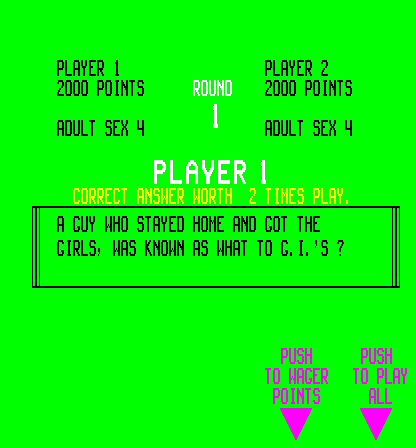 PLAYER 1
PLAYER 2
2000 POINTS
ROUND
2000 POINTS
1
ADULT SEX 4
ADULT SEX 4
PLAYER 1
CORRECT ANSWER WORTH 2 TIMES PLAY.
A GUY WHO STAYED HOME AND GOT THE
GIRLS, WAS KNOWN AS WHAT TO G.I.'S ?
PUSH
TO WAGER
POINTS
PUSH
TO PLAY
ALL